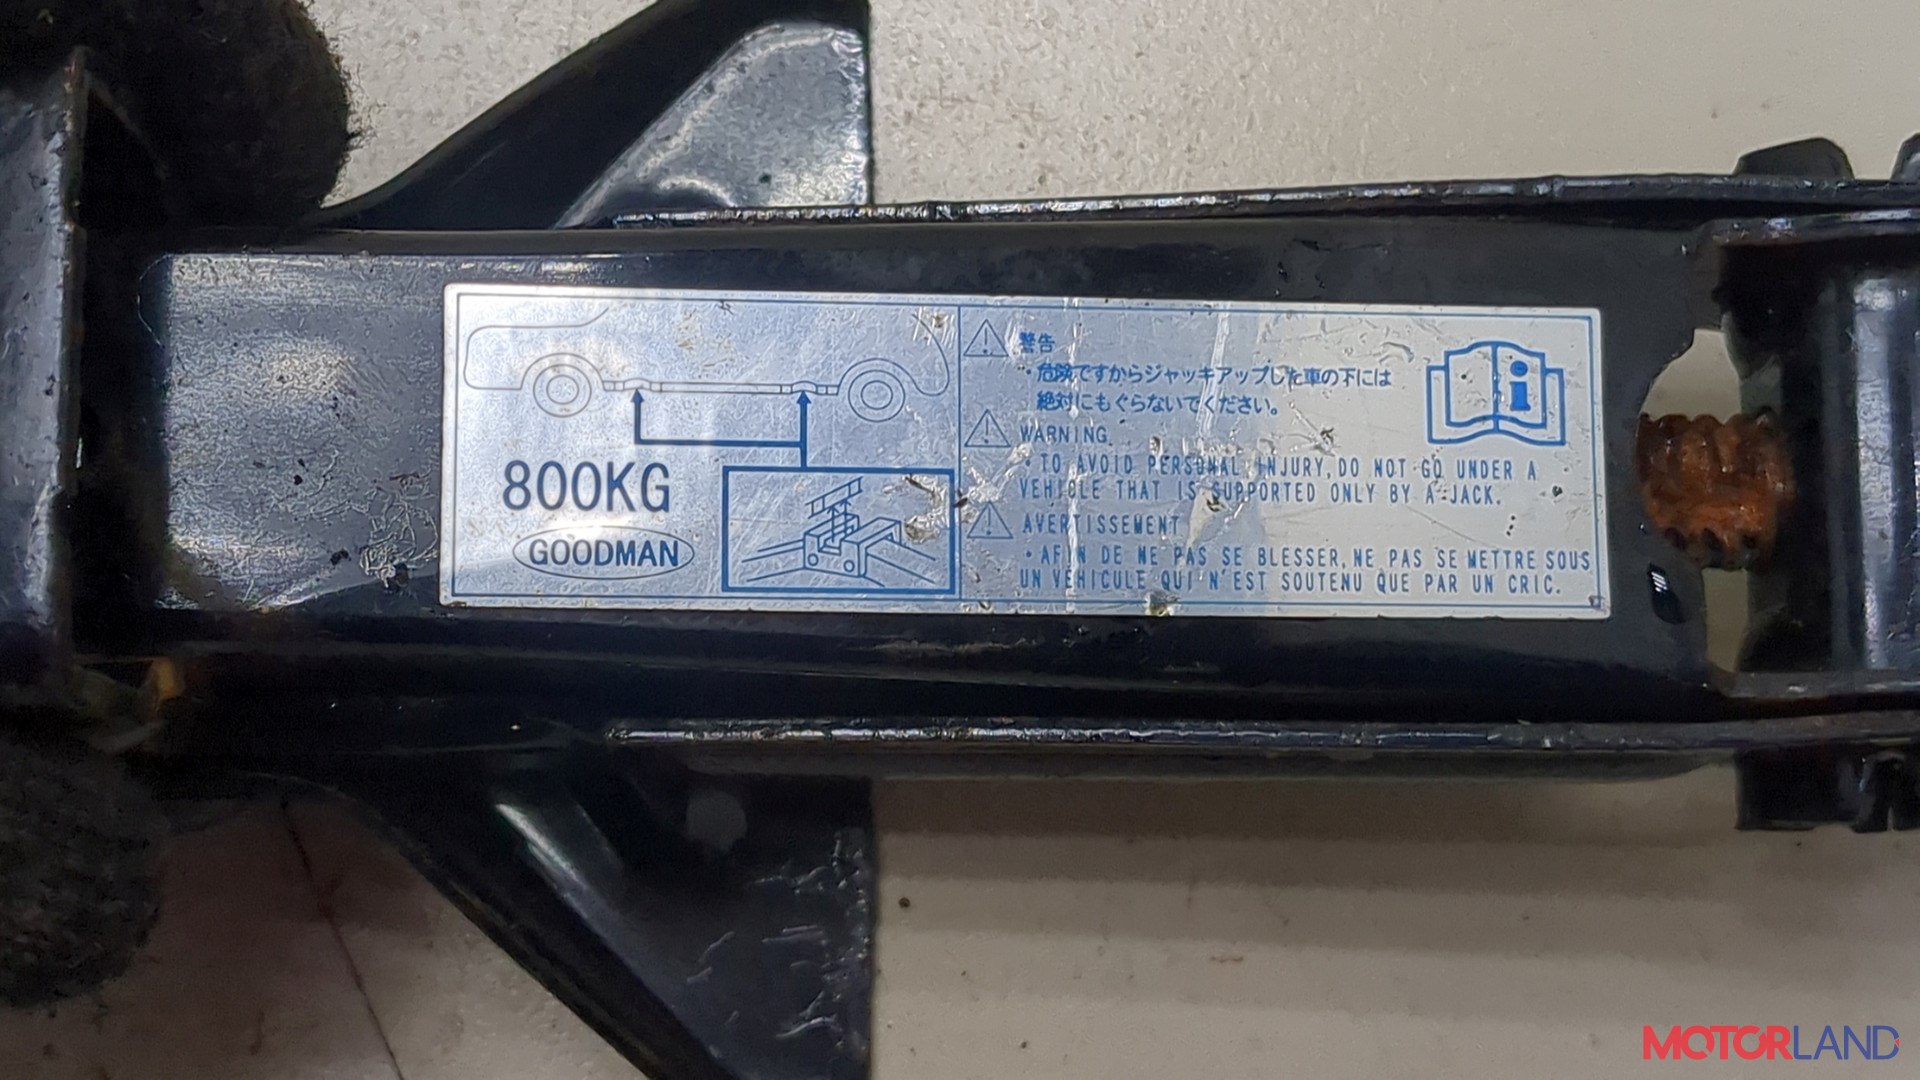 800KG
GOODMAN
警告
・危険ですからジャッキアップした車の下には
絶対にもぐらないでください。
WARNING
・TO AVOID PERSONAL INJURY, DO NOT GO UNDER A
VEHICLE THAT IS SUPPORTED ONLY BY A JACK.
AVERTISSEMENT
・AFIN DE NE PAS SE BLESSER, NE PAS SE METTRE SOUS
UN VÉHICULE QUI N'EST SOUTENU QUE PAR UN CRIC.
MOTORLAND